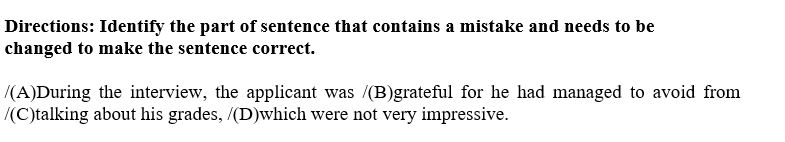 Directions: Identify the part of sentence that contains a mistake and needs to be
changed to make the sentence correct.
/(A)During the interview, the applicant was /(B)grateful for he had managed to avoid from
/(C)talking about his grades, /(D)which were not very impressive.